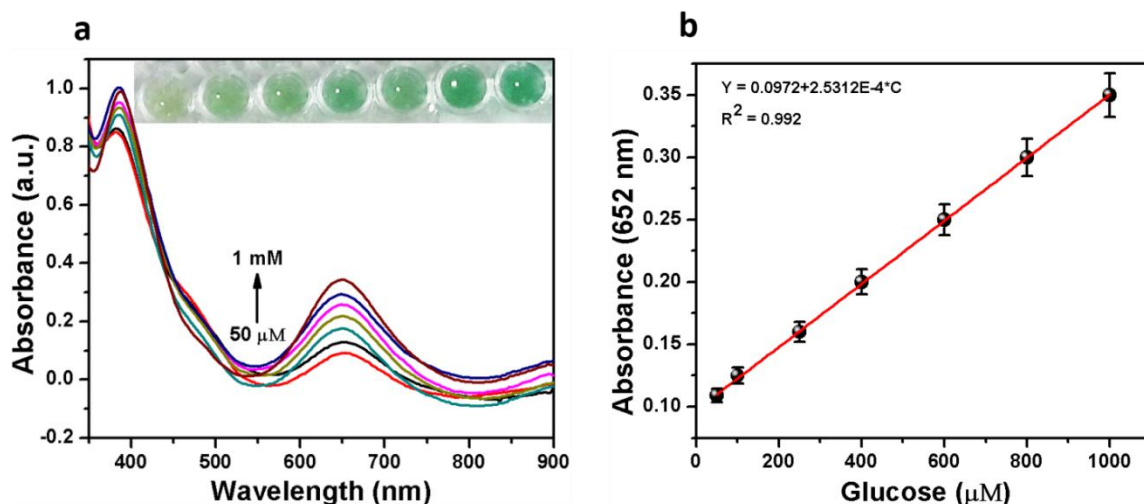 a
1.0
0.8
0.6
0.4
0.2
0.0
-0.2
Absorbance (a.u.)
1 mM
50 μM
400 500 600 700 800 900
Wavelength (nm)
b
Y = 0.0972+2.5312E-4*C
R² = 0.992
0.35
0.30
0.25
0.20
0.15
0.10
Absorbance (652 nm)
0 200 400 600 800 1000
Glucose (μM)